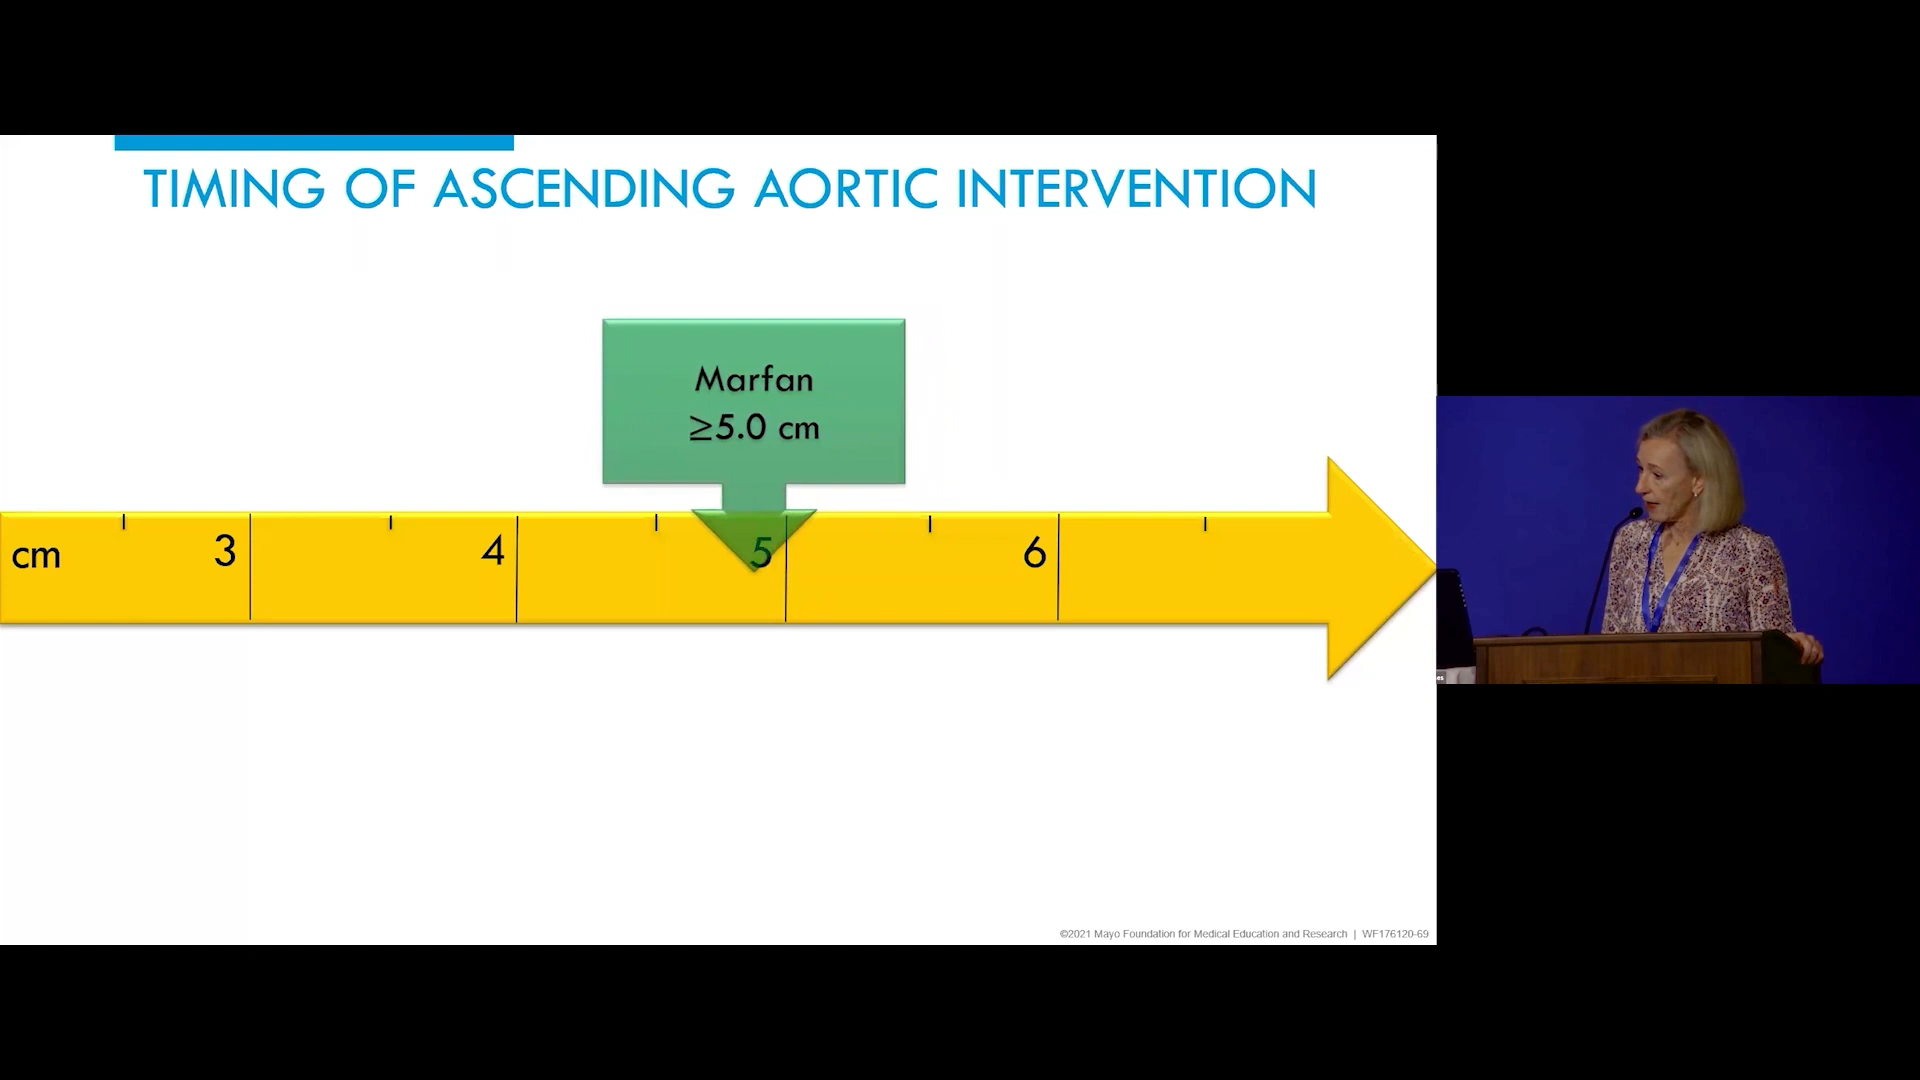 TIMING OF ASCENDING AORTIC INTERVENTION
Marfan
≥5.0 cm
cm 3 4 5 6
©2021 Mayo Foundation for Medical Education and Research | WF176120-69